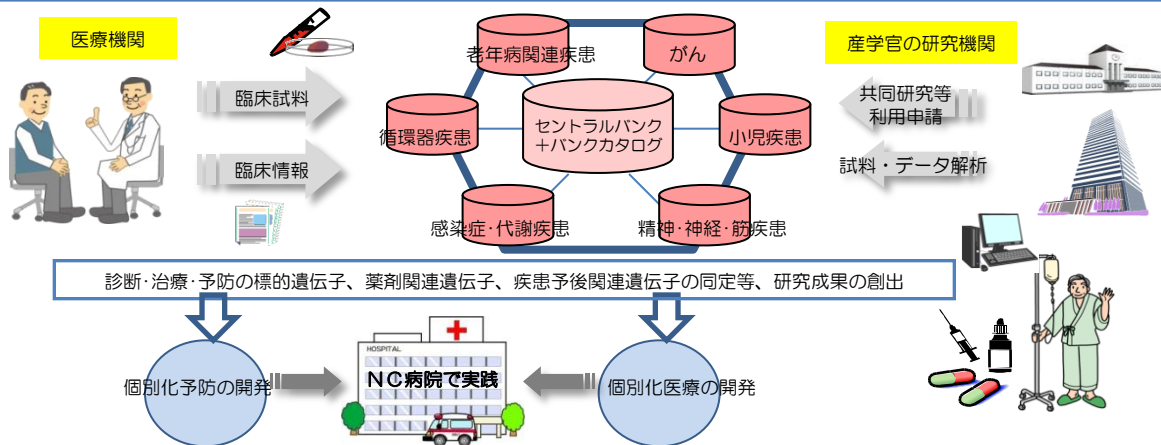 医療機関
産学官の研究機関
老年病関連疾患
がん
臨床試料
共同研究等
利用申請
セントラルバンク
+バンクカタログ
循環器疾患
小児疾患
臨床情報
試料・データ解析
感染症・代謝疾患
精神・神経・筋疾患
診断・治療・予防の標的遺伝子、薬剤関連遺伝子、疾患予後関連遺伝子の同定等、研究成果の創出
HOSPITAL
個別化予防の開発
NC病院で実践
個別化医療の開発